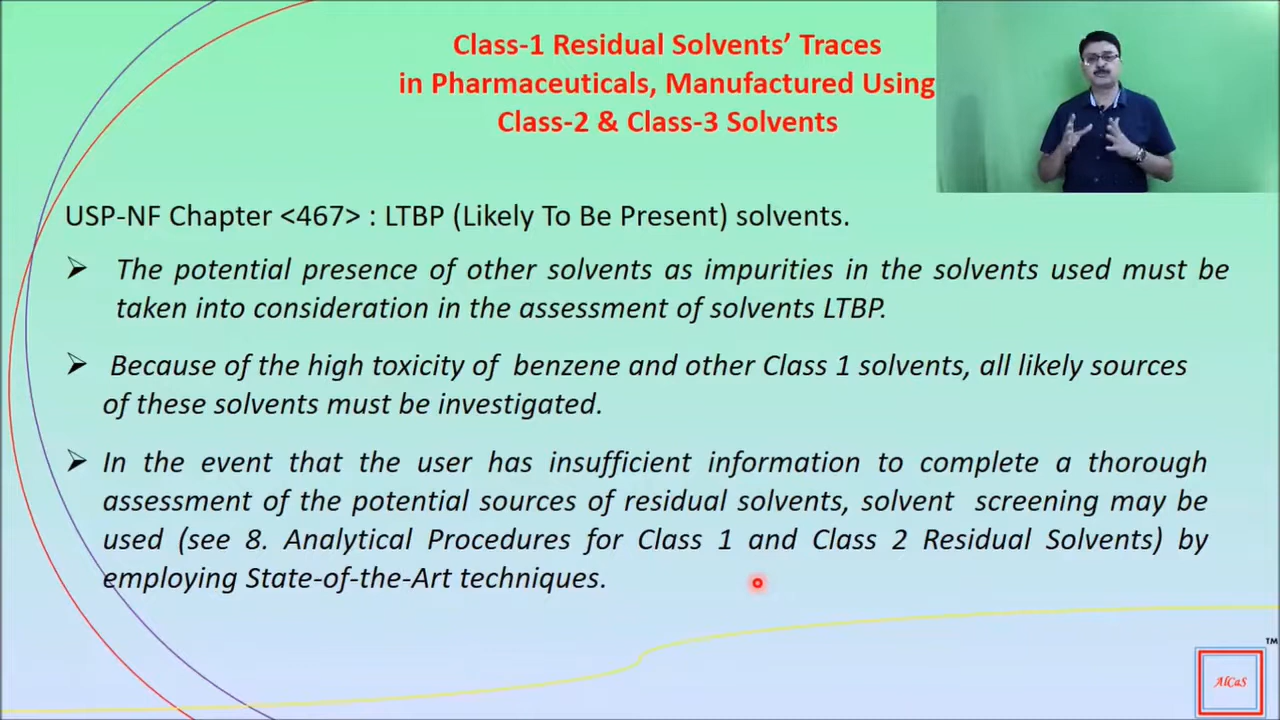 Class-1 Residual Solvents’ Traces
in Pharmaceuticals, Manufactured Using
Class-2 & Class-3 Solvents
USP-NF Chapter <467> : LTBP (Likely To Be Present) solvents.
➢ The potential presence of other solvents as impurities in the solvents used must be
taken into consideration in the assessment of solvents LTBP.
➢ Because of the high toxicity of benzene and other Class 1 solvents, all likely sources
of these solvents must be investigated.
➢ In the event that the user has insufficient information to complete a thorough
assessment of the potential sources of residual solvents, solvent screening may be
used (see 8. Analytical Procedures for Class 1 and Class 2 Residual Solvents) by
employing State-of-the-Art techniques.
TM
AlCaS